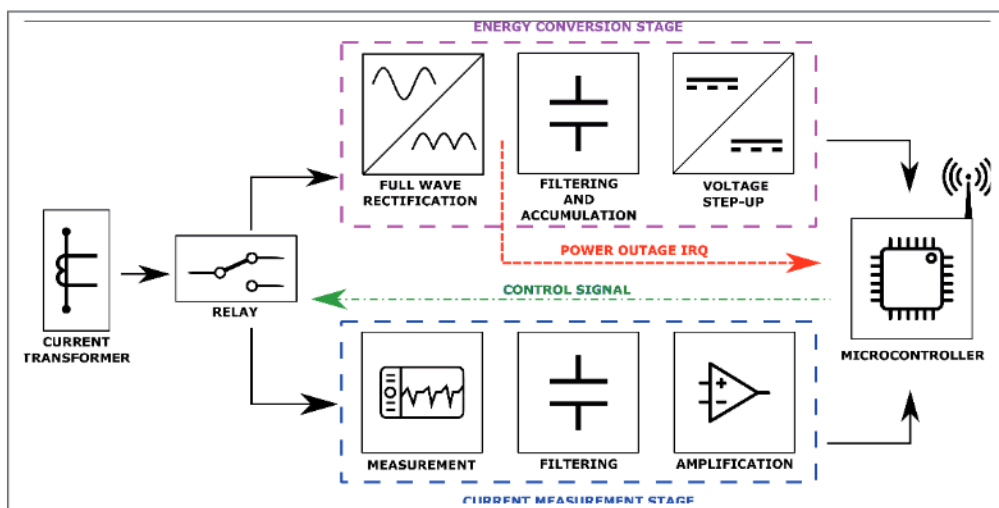 ENERGY CONVERSION STAGE
FULL WAVE
RECTIFICATION
FILTERING
AND
ACCUMULATION
VOLTAGE
STEP-UP
POWER OUTAGE IRQ
CONTROL SIGNAL
CURRENT
TRANSFORMER
RELAY
MICROCONTROLLER
MEASUREMENT
FILTERING
AMPLIFICATION
CURRENT MEASUREMENT STAGE